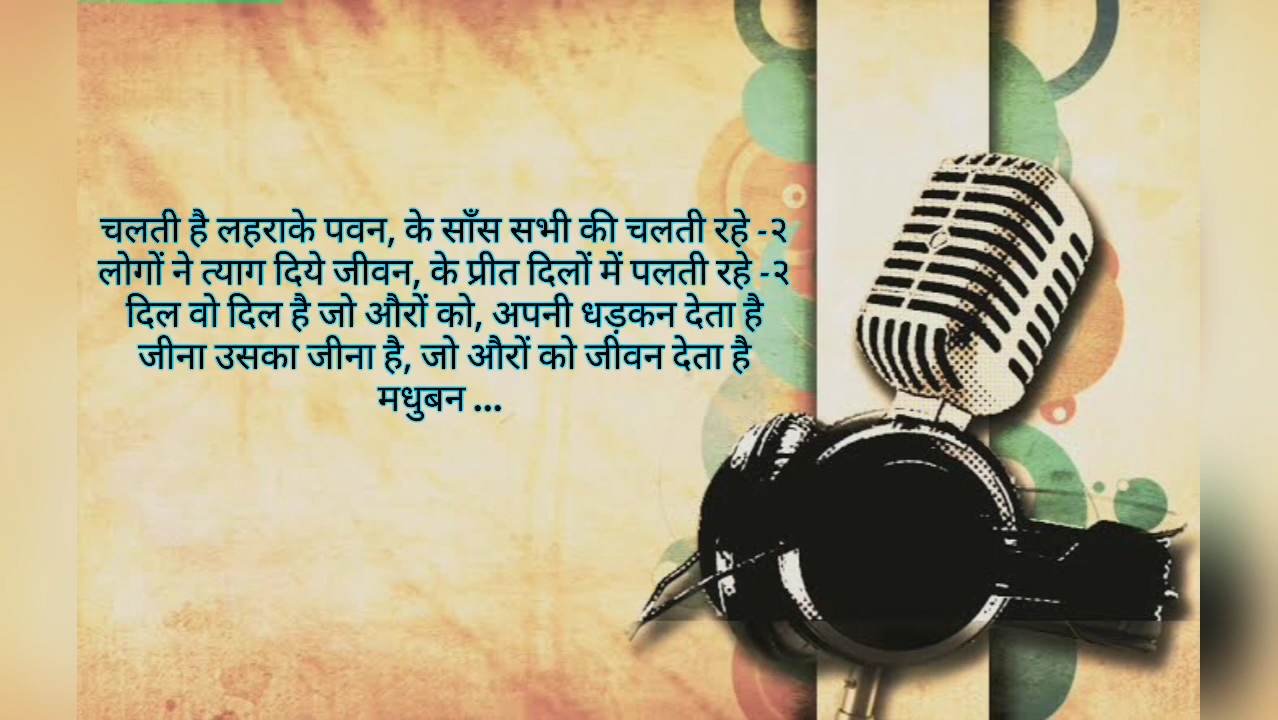 चलती है लहराके पवन, के साँस सभी की चलती रहे -२
लोगों ने त्याग दिये जीवन, के प्रीत दिलों में पलती रहे -२
दिल वो दिल है जो औरों को, अपनी धड़कन देता है
जीना उसका जीना है, जो औरों को जीवन देता है
मधुबन ...